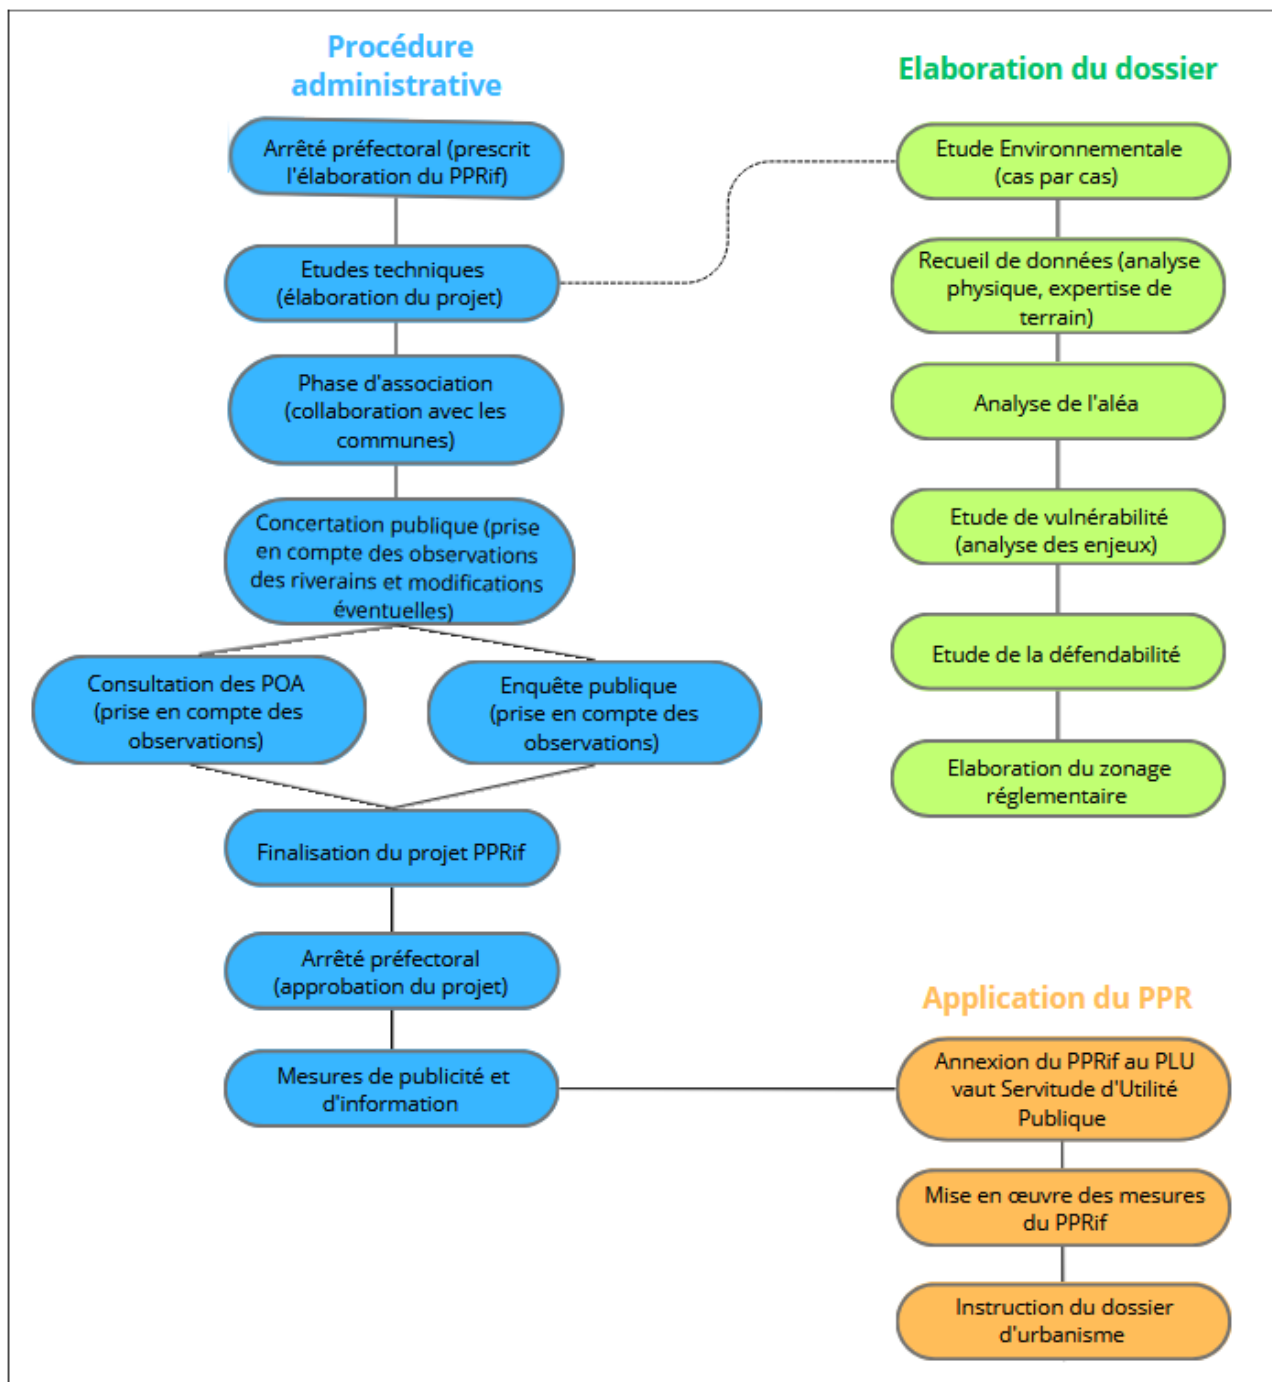 Procédure
administrative
Arrêté préfectoral (prescrit
l'élaboration du PPRif)
Etudes techniques
(élaboration du projet)
Phase d'association
(collaboration avec les
communes)
Concertation publique (prise
en compte des observations
des riverains et modifications
éventuelles)
Consultation des POA
(prise en compte des
observations)
Enquête publique
(prise en compte des
observations)
Finalisation du projet PPRif
Arrêté préfectoral
(approbation du projet)
Mesures de publicité et
d'information
Elaboration du dossier
Etude Environnementale
(cas par cas)
Recueil de données (analyse
physique, expertise de
terrain)
Analyse de l'aléa
Etude de vulnérabilité
(analyse des enjeux)
Etude de la défendabilité
Elaboration du zonage
réglementaire
Application du PPR
Annexion du PPRif au PLU
vaut Servitude d'Utilité
Publique
Mise en œuvre des mesures
du PPRif
Instruction du dossier
d'urbanisme